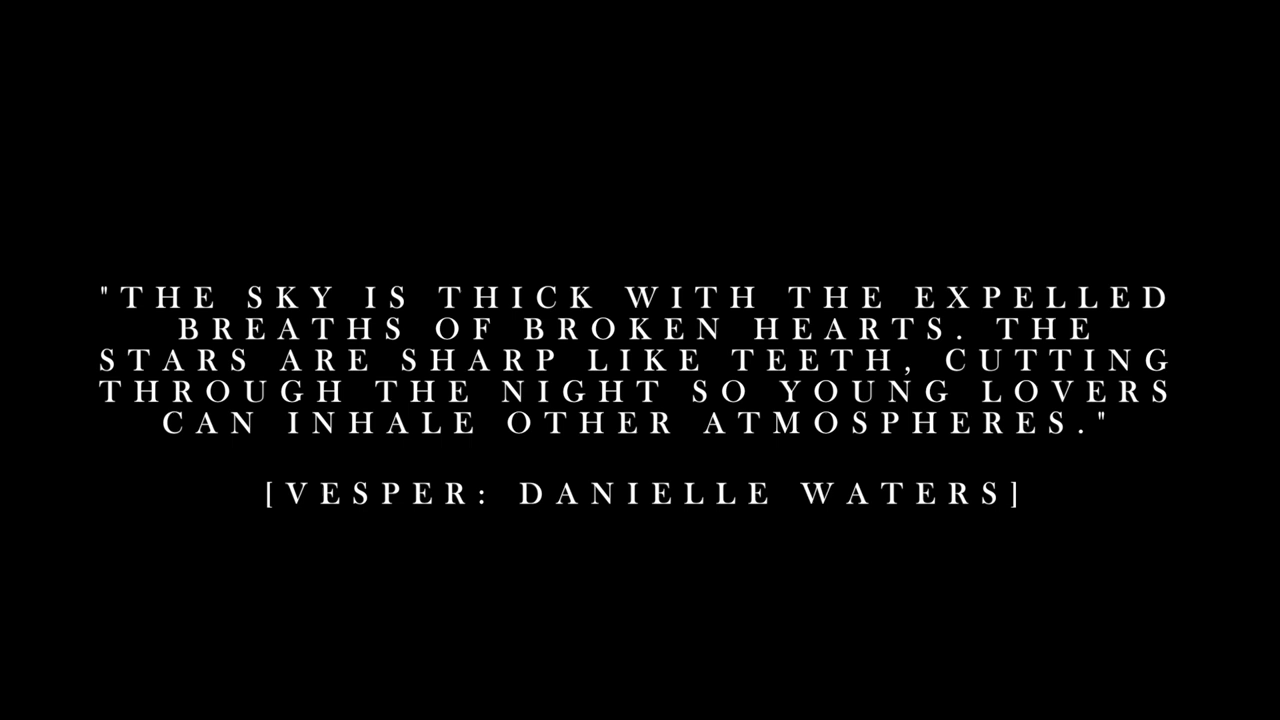 "THE SKY IS THICK WITH THE EXPELLED
BREATHS OF BROKEN HEARTS. THE
STARS ARE SHARP LIKE TEETH, CUTTING
THROUGH THE NIGHT SO YOUNG LOVERS
CAN INHALE OTHER ATMOSPHERES."
[VESPER: DANIELLE WATERS]